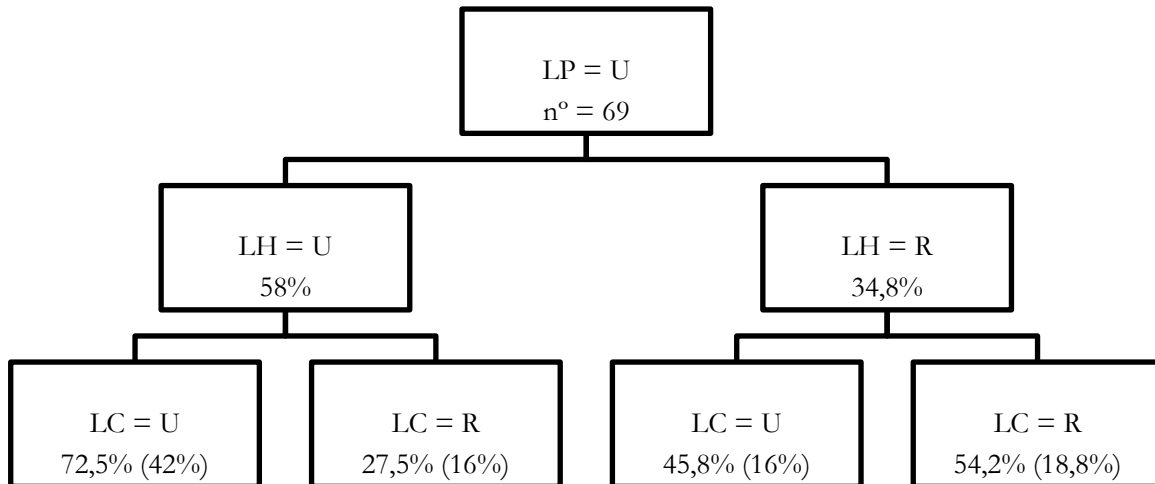 LP = U
nº = 69
LH = U
58%
LH = R
34,8%
LC = U
72,5% (42%)
LC = R
27,5% (16%)
LC = U
45,8% (16%)
LC = R
54,2% (18,8%)